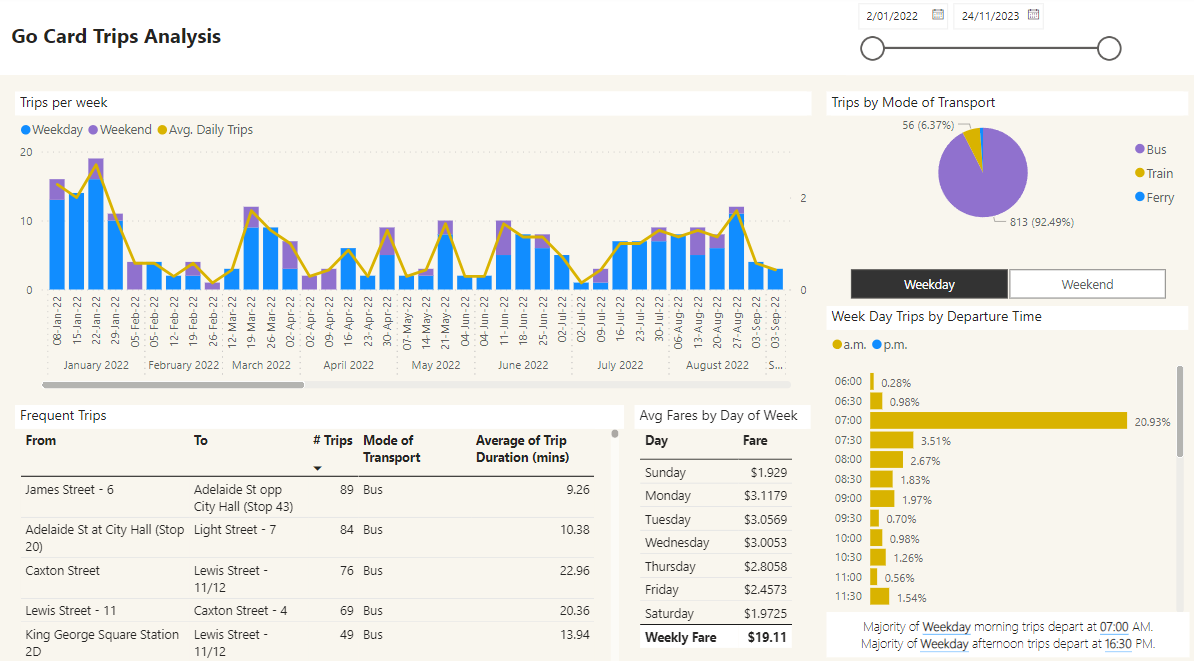 Go Card Trips Analysis
2/01/2022 24/11/2023
Trips per week
Weekday Weekend Avg. Daily Trips
20
10
0
2
0
08-Jan-22 15-Jan-22 22-Jan-22 29-Jan-22 05-Feb-22 05-Feb-22 12-Feb-22 19-Feb-22 26-Feb-22 12-Mar-22 19-Mar-22 26-Mar-22 02-Apr-22 02-Apr-22 09-Apr-22 16-Apr-22 23-Apr-22 30-Apr-22 07-May-22 14-May-22 21-May-22 04-Jun-22 04-Jun-22 11-Jun-22 18-Jun-22 25-Jun-22 02-Jul-22 02-Jul-22 09-Jul-22 16-Jul-22 23-Jul-22 30-Jul-22 06-Aug-22 13-Aug-22 20-Aug-22 27-Aug-22 03-Sep-22 03-Sep-22
January 2022 February 2022 March 2022 April 2022 May 2022 June 2022 July 2022 August 2022 S...
Trips by Mode of Transport
56 (6.37%)
813 (92.49%)
Bus
Train
Ferry
Weekday Weekend
Week Day Trips by Departure Time
a.m. p.m.
06:00 0.28%
06:30 0.98%
07:00 20.93%
07:30 3.51%
08:00 2.67%
08:30 1.83%
09:00 1.97%
09:30 0.70%
10:00 0.98%
10:30 1.26%
11:00 0.56%
11:30 1.54%
Majority of Weekday morning trips depart at 07:00 AM.
Majority of Weekday afternoon trips depart at 16:30 PM.
Frequent Trips
From To # Trips Mode of Average of Trip
Transport Duration (mins)
James Street - 6 Adelaide St opp 89 Bus 9.26
City Hall (Stop 43)
Adelaide St at City Hall (Stop Light Street - 7 84 Bus 10.38
20)
Caxton Street Lewis Street - 76 Bus 22.96
11/12
Lewis Street - 11 Caxton Street - 4 69 Bus 20.36
King George Square Station Lewis Street - 49 Bus 13.94
2D 11/12
Avg Fares by Day of Week
Day Fare
Sunday $1.929
Monday $3.1179
Tuesday $3.0569
Wednesday $3.0053
Thursday $2.8058
Friday $2.4573
Saturday $1.9725
Weekly Fare $19.11